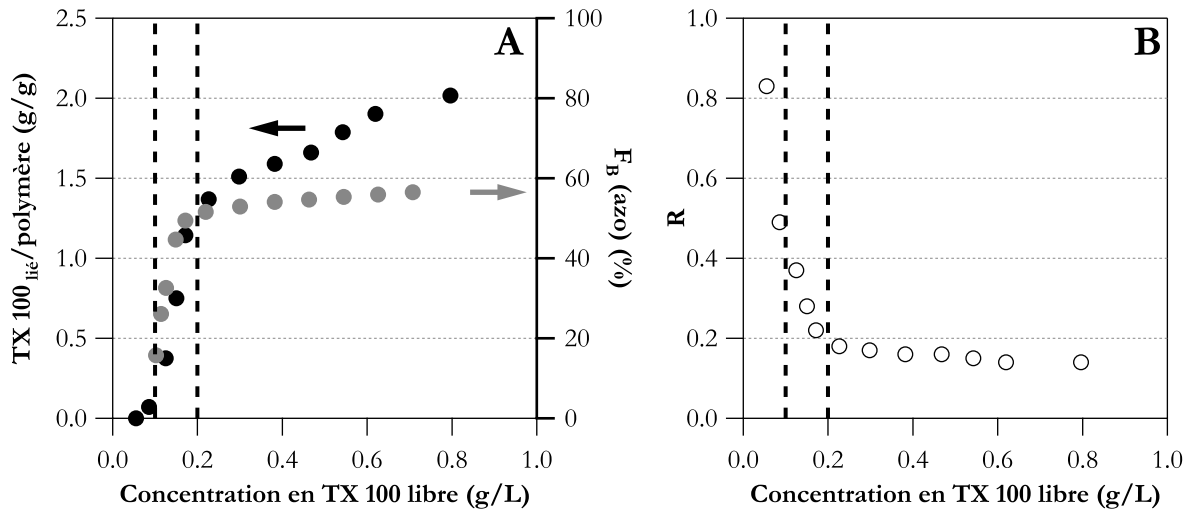 A
TX 100lié/polymère (g/g)
2.5
2.0
1.5
1.0
0.5
0.0
100
80
60
40
20
0
FB (azo) (%)
0.0 0.2 0.4 0.6 0.8 1.0
Concentration en TX 100 libre (g/L)
B
R
1.0
0.8
0.6
0.4
0.2
0.0
0.0 0.2 0.4 0.6 0.8 1.0
Concentration en TX 100 libre (g/L)